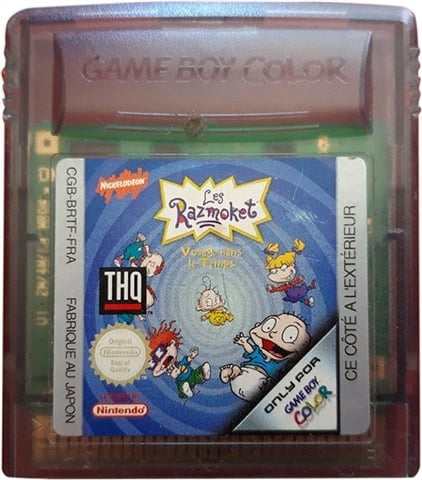 GAME BOY COLOR
NICKELODEON
Les
Razmoket
Voyage dans
le Temps
THQ
Original
Nintendo
Seal of
Quality
Nintendo
ONLY FOR
GAME BOY
COLOR
CGB-BRTF-FRA
FABRIQUE AU JAPON
CE CÔTÉ À L'EXTÉRIEUR